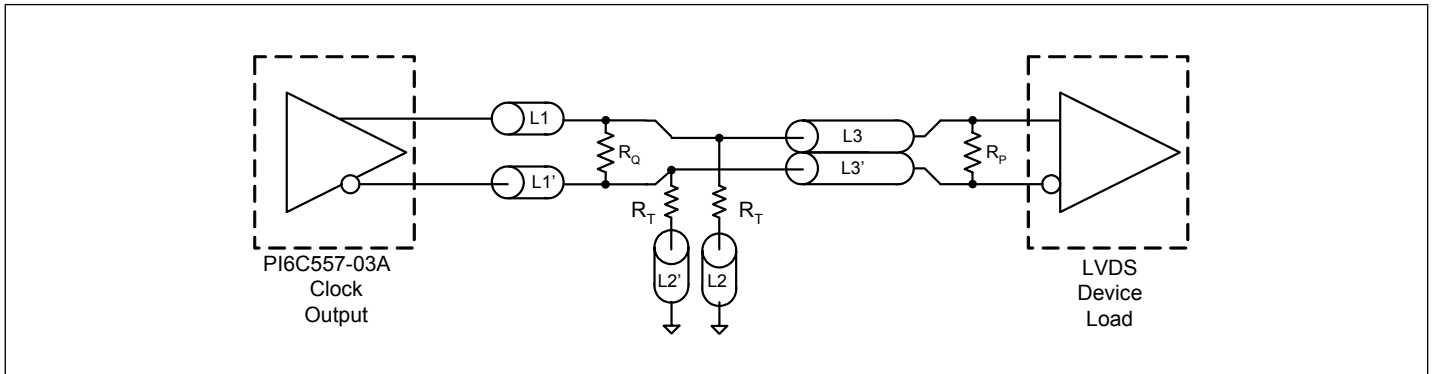 L1
L1'
R_Q
R_T
R_T
L2'
L2
L3
L3'
R_P
PI6C557-03A
Clock
Output
LVDS
Device
Load